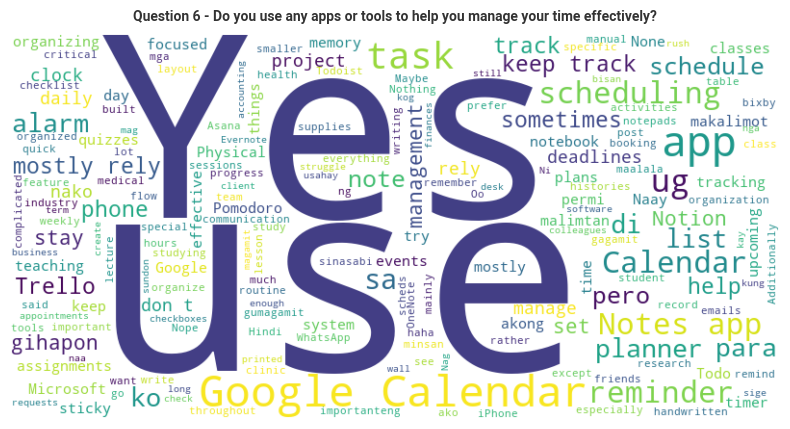 Question 6 - Do you use any apps or tools to help you manage your time effectively?
organizing
critical
mga
layout
focused
accounting
smaller
memory
project
health
Todoist
task
track
manual
None
rush
specific
classes
keep track
schedule
clock
checklist
daily
day
built
things
supplies
Maybe
Nothing
kog
still
prefer
scheduling
activities
table
bixby
alarm
organized
quizzes
mag
quick
lot
Asana
Evernote
Physical
writing
finances
sometimes
bisan
notepads
makalimot
notebook
post
booking
app
nga
class
mostly rely
feature
medical
nako
industry
term
flow
phone
weekly
effective
sessions
progress
client
team
Pomodoro
communication
struggle
everything
usahay
note
ng
management
rely
remember
desk
Oo
Ni
deadlines
plans
histories
software
permi
maalala
colleagues
ug
tracking
Naay
organization
Notion
complicated
stay
special
create
hours
studying
business
teaching
lecture
Google
lesson
study
try
malimtan
gagamit
di
list
kay
upcoming
Additionally
Trello
said
appointments
keep
sundon
organize
magamit
much
routine
enough
sinasabi
events
sa
mostly
mainly
scheds
time
Calendar
student
help
kung
tools
important
don t
checkboxes
Nope
gumagamit
Hindi
system
WhatsApp
OneNote
haha
minsan
akong
rather
pero
manage
set
record
emails
Notes app
gihapon
naa
assignments
want
write
long
printed
clinic
wall
see
Nag
except
friends
planner
para
research
Todo
remind
Microsoft
requests
sticky
go
ko
check
throughout
Google Calendar
importanteng
ako
iPhone
reminder
especially
handwritten
timer
sige
Yes
use